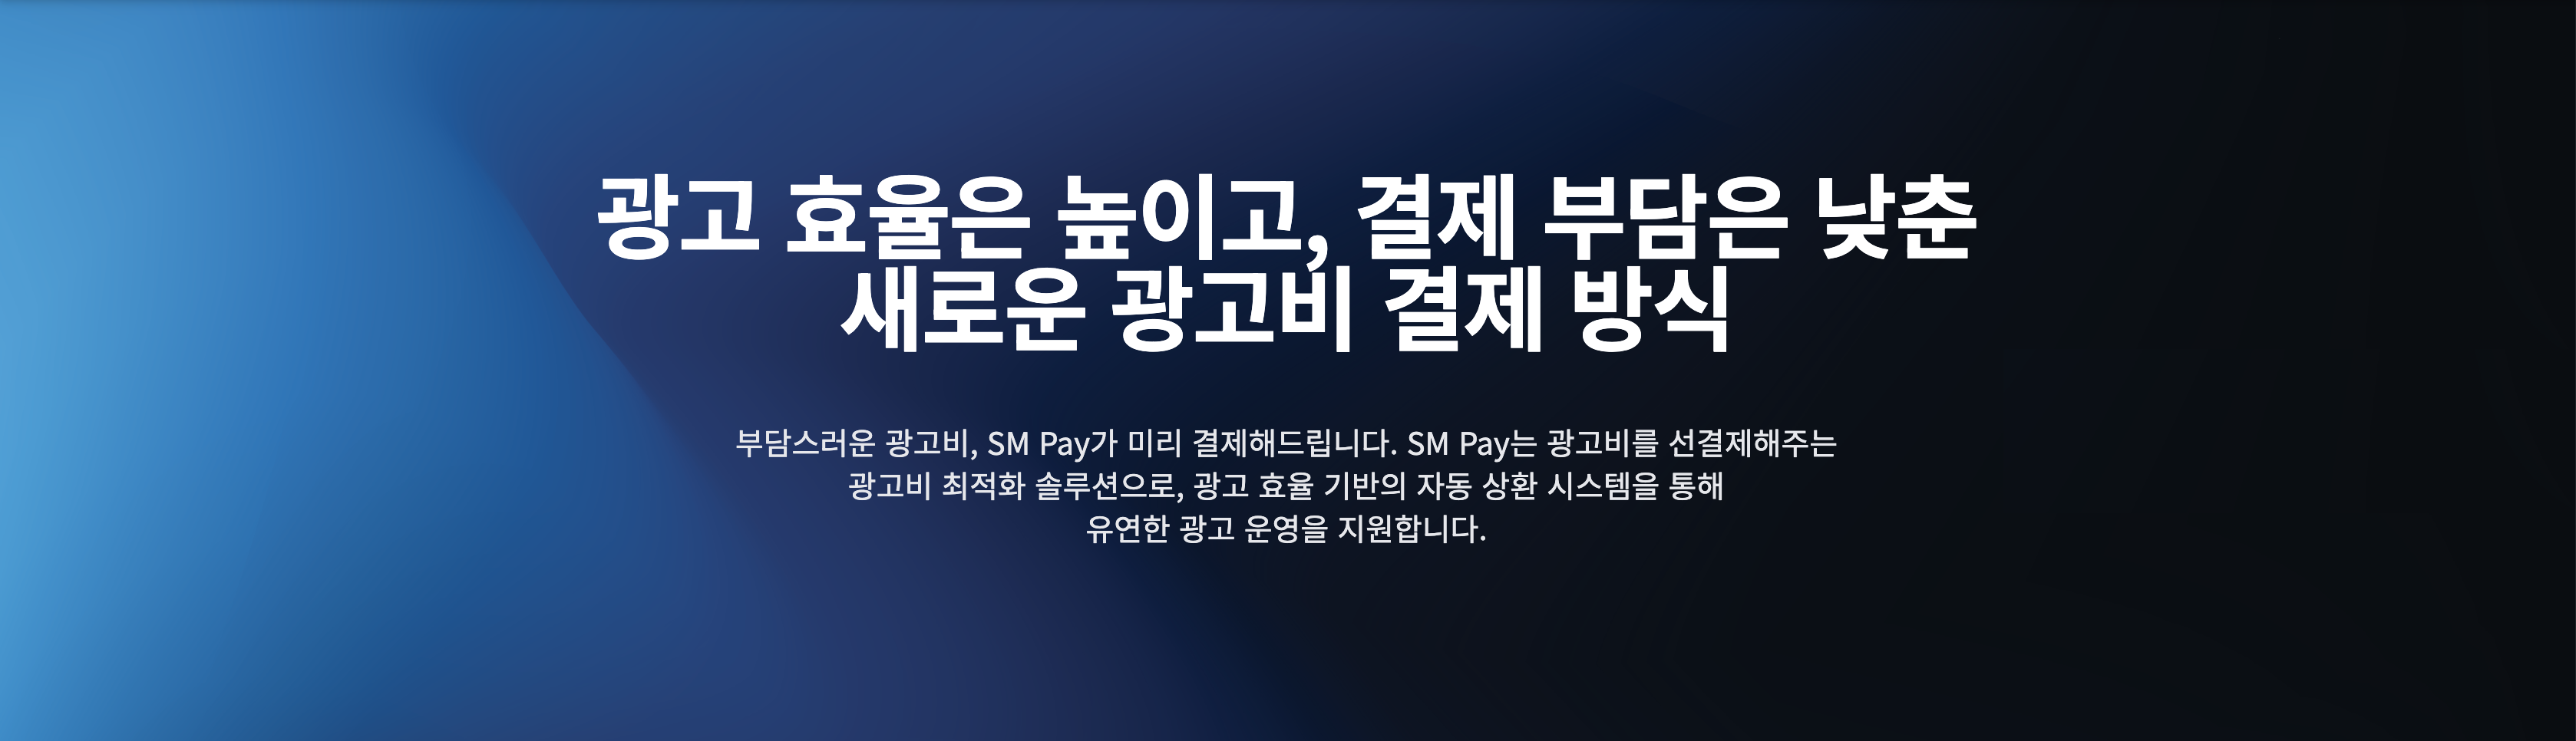 광고 효율은 높이고, 결제 부담은 낮춘
새로운 광고비 결제 방식
부담스러운 광고비, SM Pay가 미리 결제해드립니다. SM Pay는 광고비를 선결제해주는
광고비 최적화 솔루션으로, 광고 효율 기반의 자동 상환 시스템을 통해
유연한 광고 운영을 지원합니다.